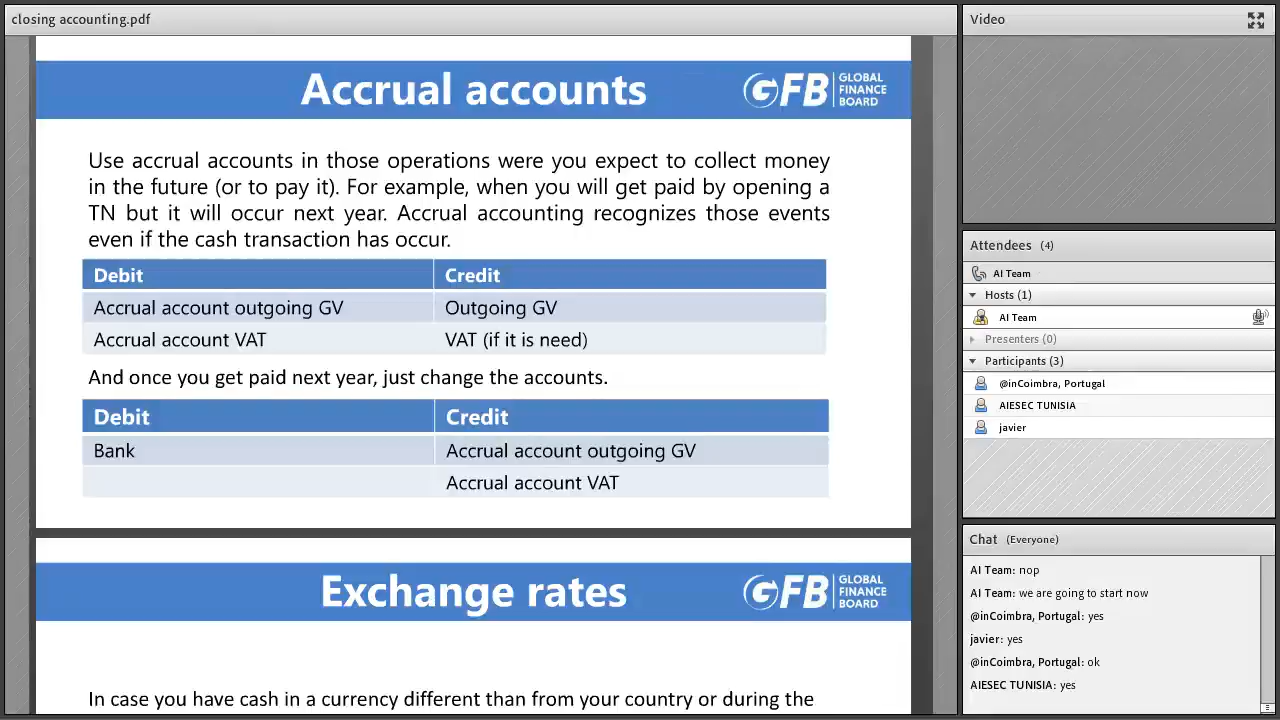 closing accounting.pdf
Accrual accounts
GFB GLOBAL
FINANCE
BOARD
Use accrual accounts in those operations were you expect to collect money
in the future (or to pay it). For example, when you will get paid by opening a
TN but it will occur next year. Accrual accounting recognizes those events
even if the cash transaction has occur.
Debit Credit
Accrual account outgoing GV Outgoing GV
Accrual account VAT VAT (if it is need)
And once you get paid next year, just change the accounts.
Debit Credit
Bank Accrual account outgoing GV
Accrual account VAT
Exchange rates
GFB GLOBAL
FINANCE
BOARD
In case you have cash in a currency different than from your country or during the
Video
Attendees (4)
AI Team
Hosts (1)
AI Team
Presenters (0)
Participants (3)
@inCoimbra, Portugal
AIESEC TUNISIA
javier
Chat (Everyone)
AI Team: nop
AI Team: we are going to start now
@inCoimbra, Portugal: yes
javier: yes
@inCoimbra, Portugal: ok
AIESEC TUNISIA: yes